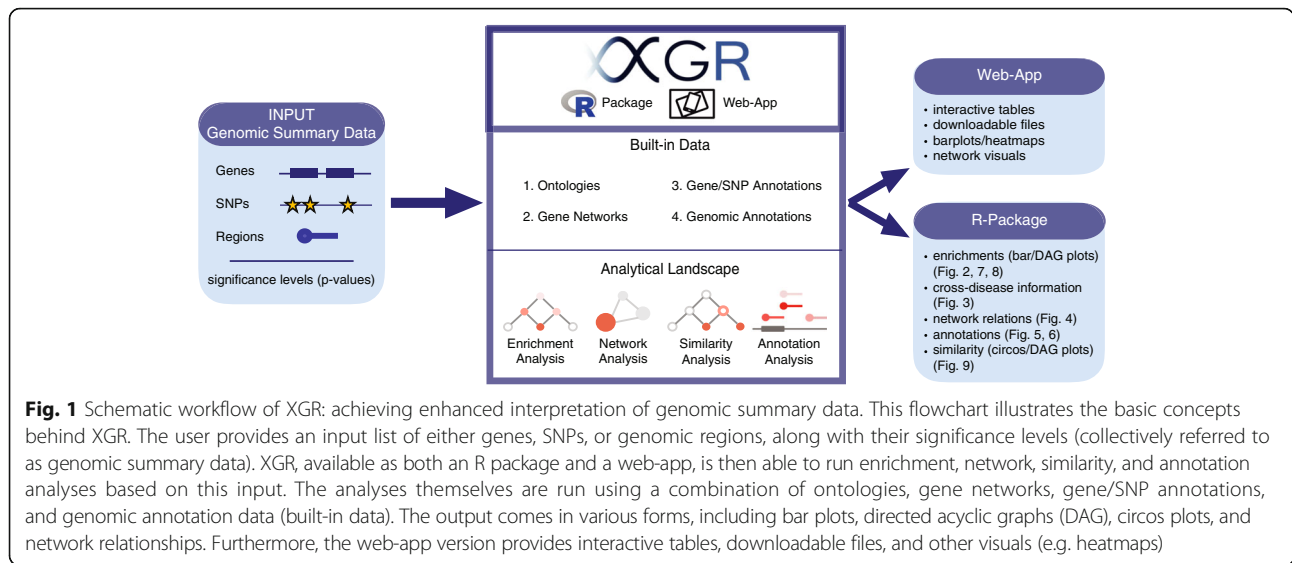 INPUT
Genomic Summary Data
Genes
SNPs
Regions
significance levels (p-values)
XGR
R Package
Web-App
Built-in Data
1. Ontologies
2. Gene Networks
3. Gene/SNP Annotations
4. Genomic Annotations
Analytical Landscape
Enrichment
Analysis
Network
Analysis
Similarity
Analysis
Annotation
Analysis
Web-App
• interactive tables
• downloadable files
• barplots/heatmaps
• network visuals
R-Package
• enrichments (bar/DAG plots)
(Fig. 2, 7, 8)
• cross-disease information
(Fig. 3)
• network relations (Fig. 4)
• annotations (Fig. 5, 6)
• similarity (circos/DAG plots)
(Fig. 9)
Fig. 1 Schematic workflow of XGR: achieving enhanced interpretation of genomic summary data. This flowchart illustrates the basic concepts
behind XGR. The user provides an input list of either genes, SNPs, or genomic regions, along with their significance levels (collectively referred to
as genomic summary data). XGR, available as both an R package and a web-app, is then able to run enrichment, network, similarity, and annotation
analyses based on this input. The analyses themselves are run using a combination of ontologies, gene networks, gene/SNP annotations,
and genomic annotation data (built-in data). The output comes in various forms, including bar plots, directed acyclic graphs (DAG), circos plots, and
network relationships. Furthermore, the web-app version provides interactive tables, downloadable files, and other visuals (e.g. heatmaps)